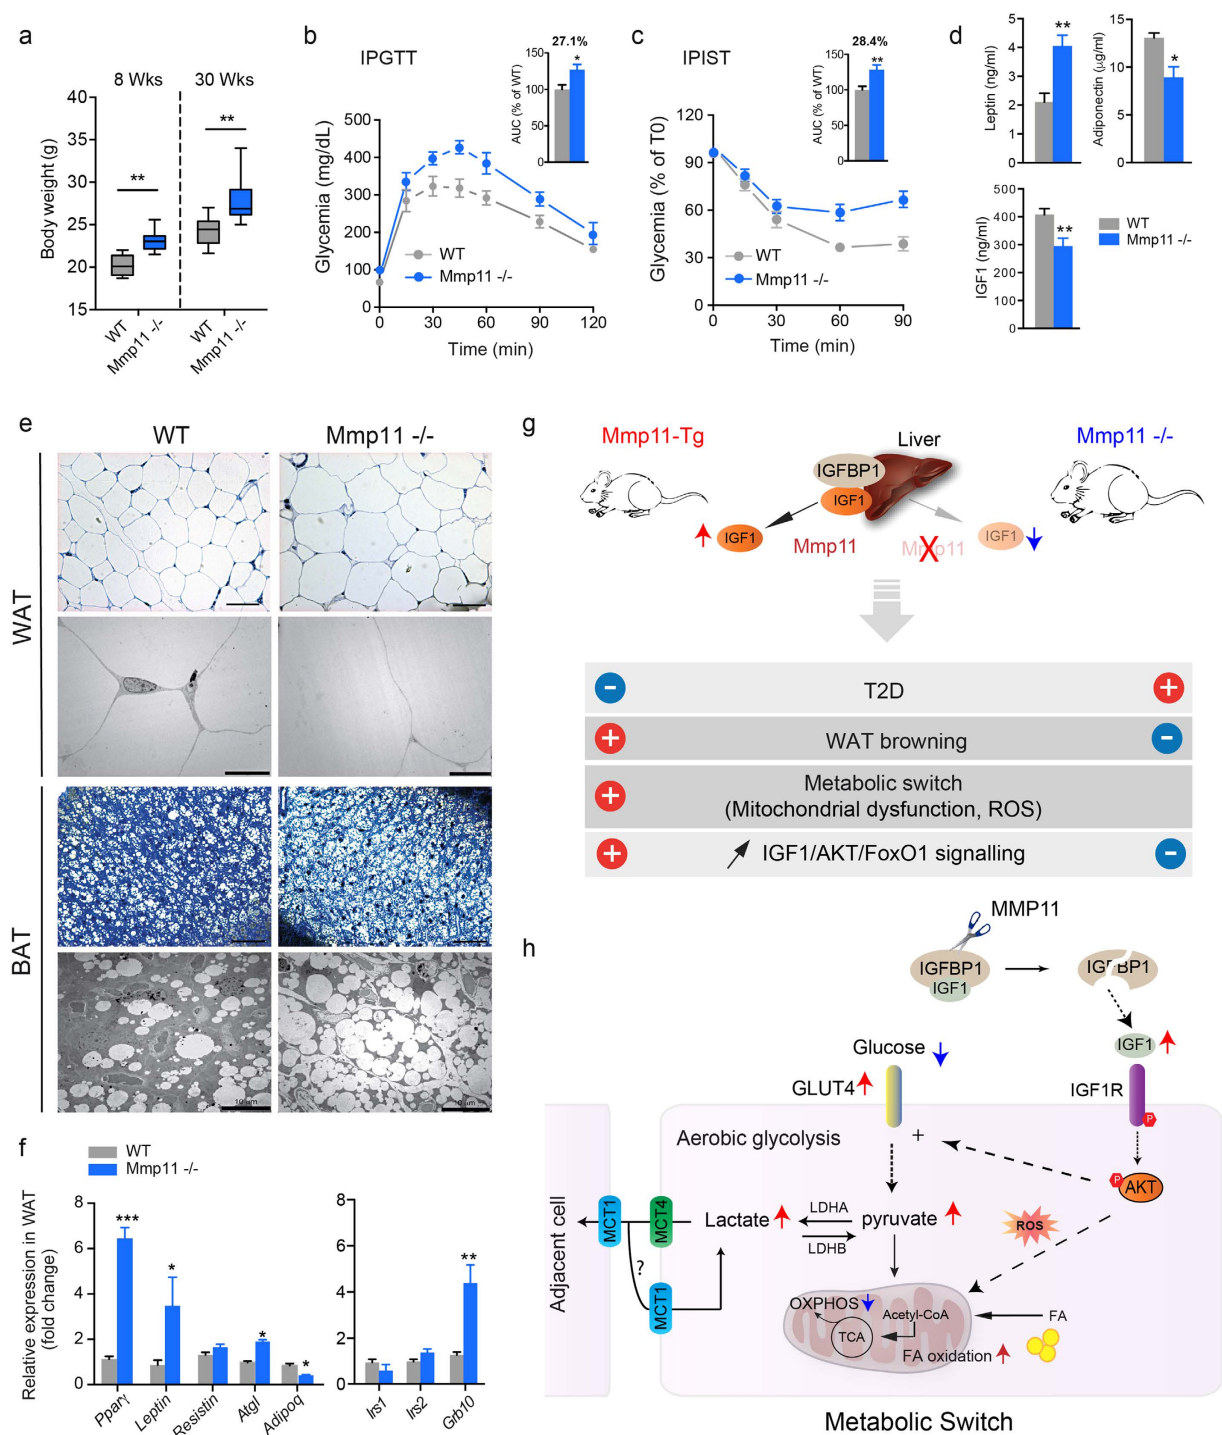 a
8 Wks
30 Wks
Body weight (g)
40
35
30
25
20
15
**
**
WT
Mmp11 -/-
WT
Mmp11 -/-
b
IPGTT
27.1%
*
AUC (% of WT)
150
100
50
0
Glycemia (mg/dL)
500
400
300
200
100
0
WT
Mmp11 -/-
0
30
60
90
120
Time (min)
c
IPIST
28.4%
**
AUC (% of WT)
150
100
50
0
Glycemia (% of T0)
120
90
60
30
0
WT
Mmp11 -/-
0
30
60
90
Time (min)
d
Leptin (ng/ml)
6
5
4
2
0
**
Adiponectin (µg/ml)
15
10
5
0
*
IGF1 (ng/ml)
500
400
300
200
100
0
**
WT
Mmp11 -/-
e
WT
Mmp11 -/-
WAT
BAT
10 µm
10 µm
f
WT
Mmp11 -/-
Relative expression in WAT
(fold change)
8
6
4
2
0
***
*
*
*
Pparγ
Leptin
Resistin
Atgl
Adipoq
8
6
4
2
0
**
Irs1
Irs2
Grb10
g
Mmp11-Tg
Liver
Mmp11 -/-
IGFBP1
IGF1
IGF1
Mmp11
Mmp11
X
IGF1
- T2D +
+ WAT browning -
+ Metabolic switch
(Mitochondrial dysfunction, ROS)
+ IGF1/AKT/FoxO1 signalling -
h
MMP11
IGFBP1
IGF1
IGFBP1
IGF1
Glucose
GLUT4
IGF1R
P
Aerobic glycolysis
+
P
AKT
Adjacent cell
MCT1
MCT4
Lactate
LDHA
LDHB
pyruvate
ROS
?
MCT1
OXPHOS
Acetyl-CoA
TCA
FA
FA oxidation
Metabolic Switch